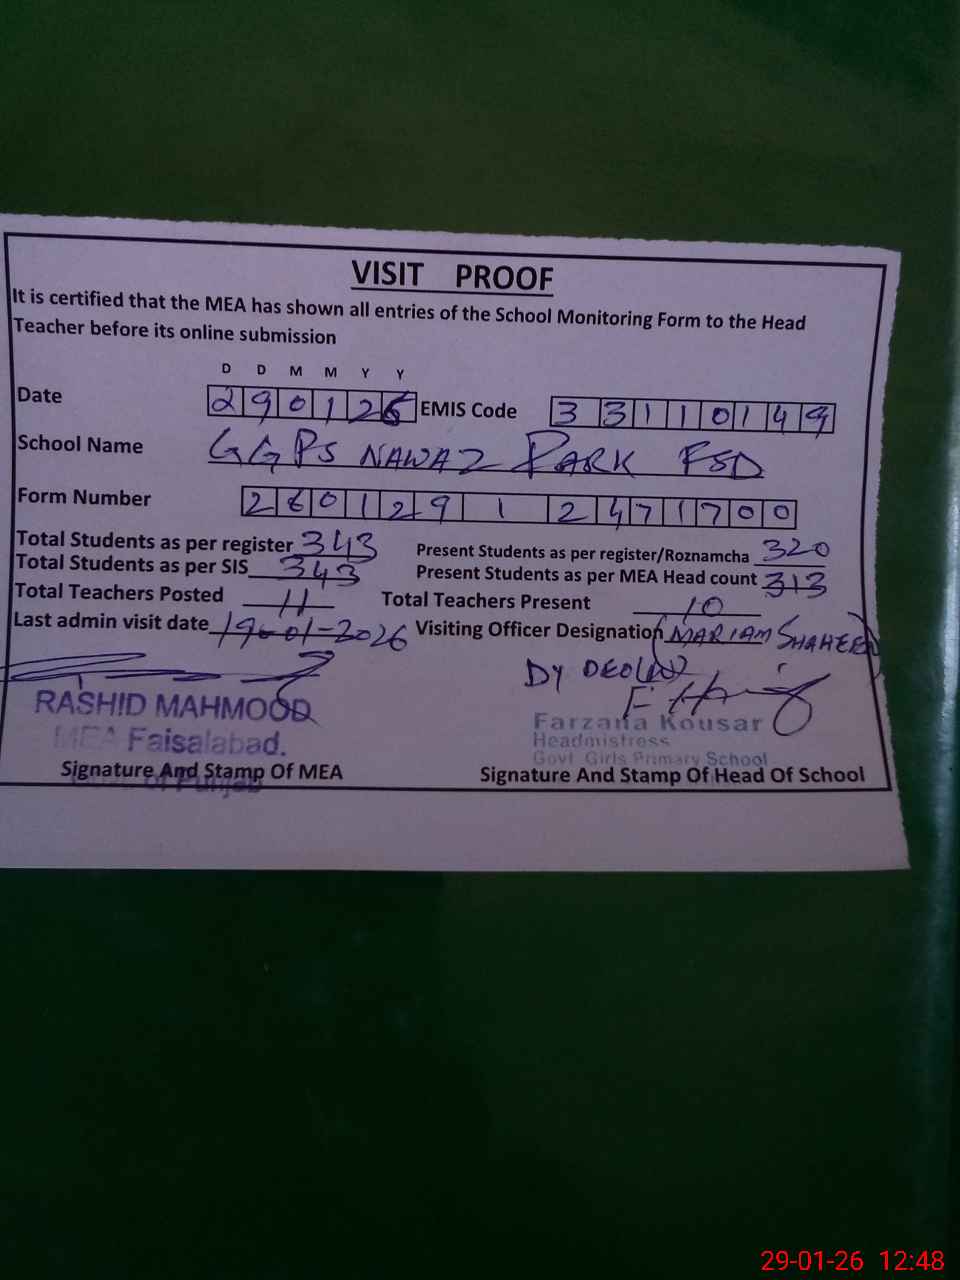 VISIT PROOF
It is certified that the MEA has shown all entries of the School Monitoring Form to the Head
Teacher before its online submission
D D M M Y Y
Date 290126 EMIS Code 33110149
School Name GGPS NAWAZ PARK FSD
Form Number 26012912471700
Total Students as per register 343 Present Students as per register/Roznamcha 320
Total Students as per SIS 343 Present Students as per MEA Head count 313
Total Teachers Posted 11 Total Teachers Present 10
Last admin visit date 19-01-2026 Visiting Officer Designation (MARIAM SHAHEEN)
DY DEO(W)
RASHID MAHMOOD
MEA Faisalabad.
Farzana Kousar
Headmistress
Govt Girls Primary School
Signature And Stamp Of MEA Signature And Stamp Of Head Of School
29-01-26 12:48